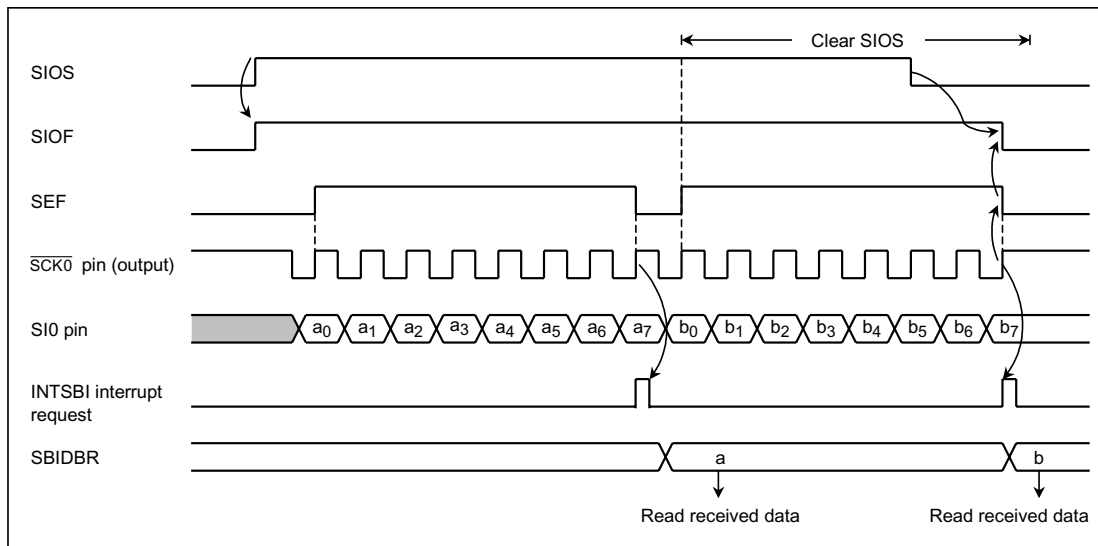 Clear SIOS
SIOS
SIOF
SEF
SCK0 pin (output)
SI0 pin
a0 a1 a2 a3 a4 a5 a6 a7 b0 b1 b2 b3 b4 b5 b6 b7
INTSBI interrupt
request
SBIDBR
a b
Read received data Read received data